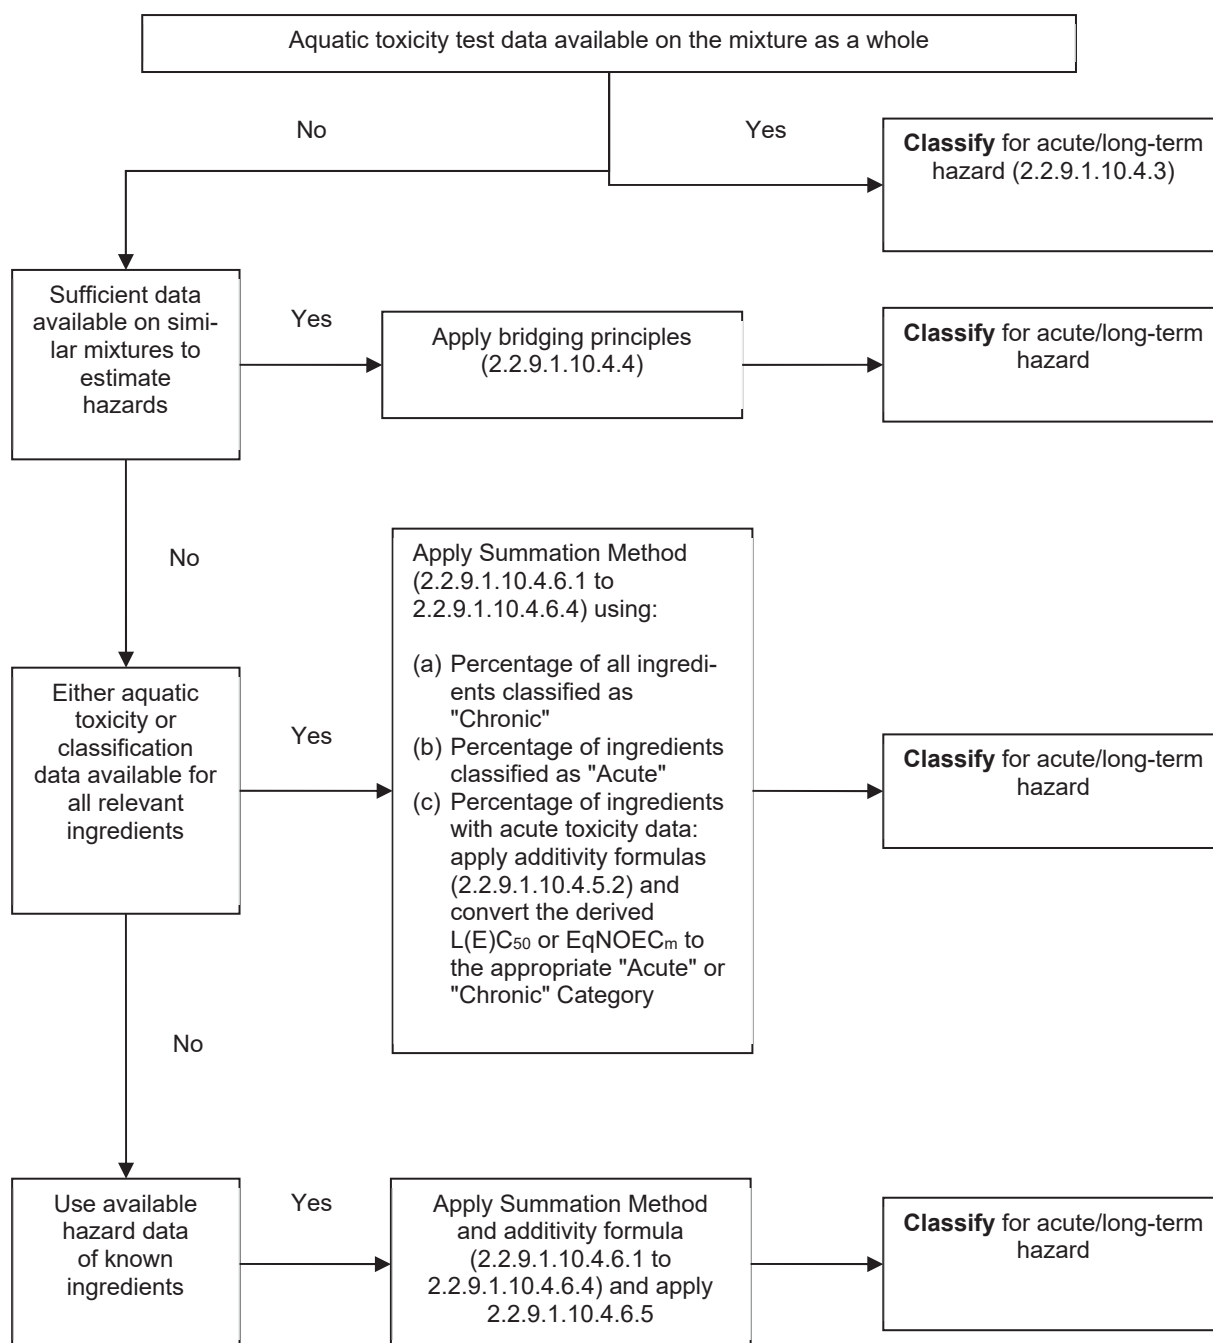 Aquatic toxicity test data available on the mixture as a whole
No
Yes
Classify for acute/long-term
hazard (2.2.9.1.10.4.3)
Sufficient data
available on simi-
lar mixtures to
estimate
hazards
Yes
Apply bridging principles
(2.2.9.1.10.4.4)
Classify for acute/long-term
hazard
No
Either aquatic
toxicity or
classification
data available for
all relevant
ingredients
Yes
Apply Summation Method
(2.2.9.1.10.4.6.1 to
2.2.9.1.10.4.6.4) using:
(a) Percentage of all ingredi-
ents classified as
"Chronic"
(b) Percentage of ingredients
classified as "Acute"
(c) Percentage of ingredients
with acute toxicity data:
apply additivity formulas
(2.2.9.1.10.4.5.2) and
convert the derived
L(E)C50 or EqNOECm to
the appropriate "Acute" or
"Chronic" Category
Classify for acute/long-term
hazard
No
Use available
hazard data
of known
ingredients
Yes
Apply Summation Method
and additivity formula
(2.2.9.1.10.4.6.1 to
2.2.9.1.10.4.6.4) and apply
2.2.9.1.10.4.6.5
Classify for acute/long-term
hazard